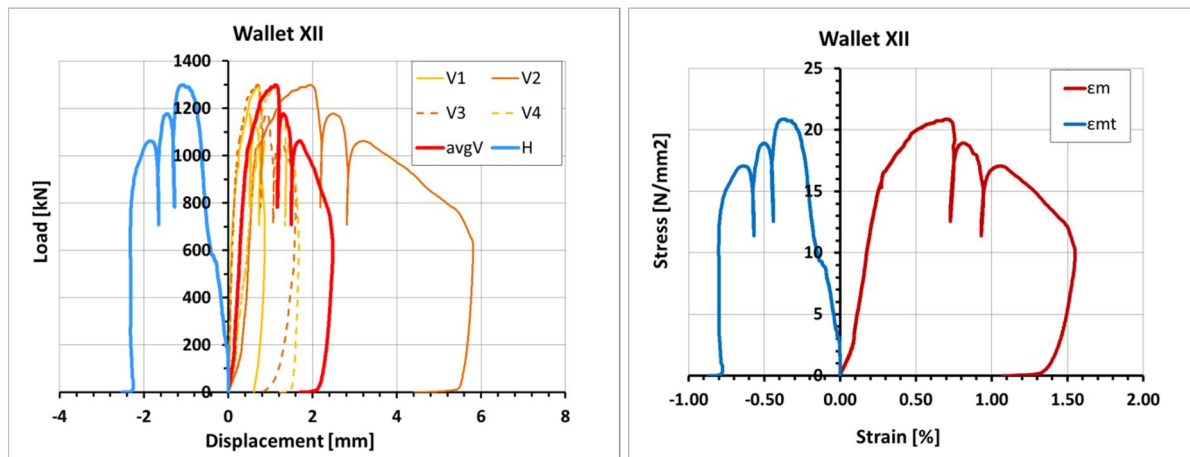 Wallet XII
1400
1200
1000
800
600
400
200
0
-4 -2 0 2 4 6 8
Load [kN]
Displacement [mm]
V1 V2
V3 V4
avgV H
Wallet XII
25
20
15
10
5
0
-1.00 -0.50 0.00 0.50 1.00 1.50 2.00
Stress [N/mm2]
Strain [%]
εm
εmt